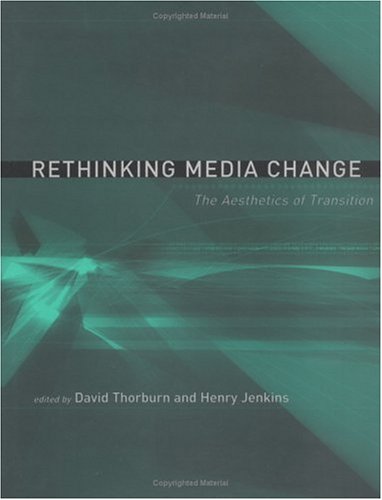 Copyrighted Material
RETHINKING MEDIA CHANGE
The Aesthetics of Transition
edited by David Thorburn and Henry Jenkins
Copyrighted Material